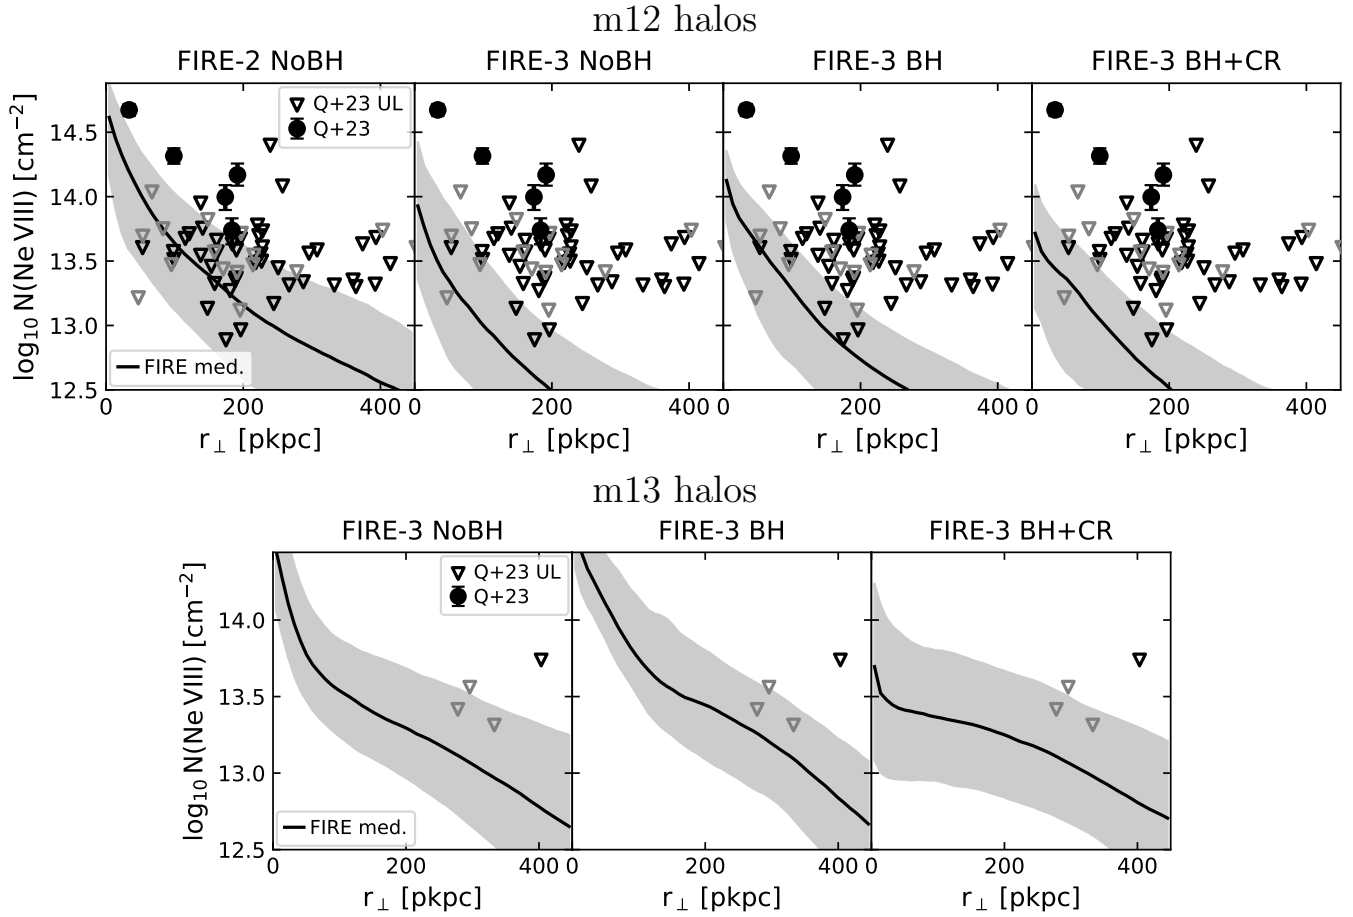 m12 halos
FIRE-2 NoBH
FIRE-3 NoBH
FIRE-3 BH
FIRE-3 BH+CR
log₁₀ N(Ne VIII) [cm⁻²]
14.5
14.0
13.5
13.0
12.5
Q+23 UL
Q+23
FIRE med.
0 200 400
0 200 400
0 200 400
0 200 400
r⊥ [pkpc]
r⊥ [pkpc]
r⊥ [pkpc]
r⊥ [pkpc]
m13 halos
FIRE-3 NoBH
FIRE-3 BH
FIRE-3 BH+CR
log₁₀ N(Ne VIII) [cm⁻²]
14.0
13.5
13.0
12.5
Q+23 UL
Q+23
FIRE med.
0 200 400
0 200 400
0 200 400
r⊥ [pkpc]
r⊥ [pkpc]
r⊥ [pkpc]